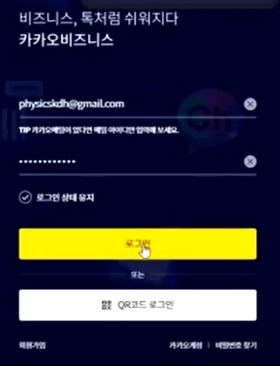 비즈니스, 톡처럼 쉬워지다
카카오비즈니스
physicskdh@gmail.com
TIP 카카오메일이 있다면 메일 아이디만 입력해 보세요.
••••••••••••
로그인 상태 유지
로그인
또는
QR코드 로그인
회원가입
카카오계정 | 비밀번호 찾기